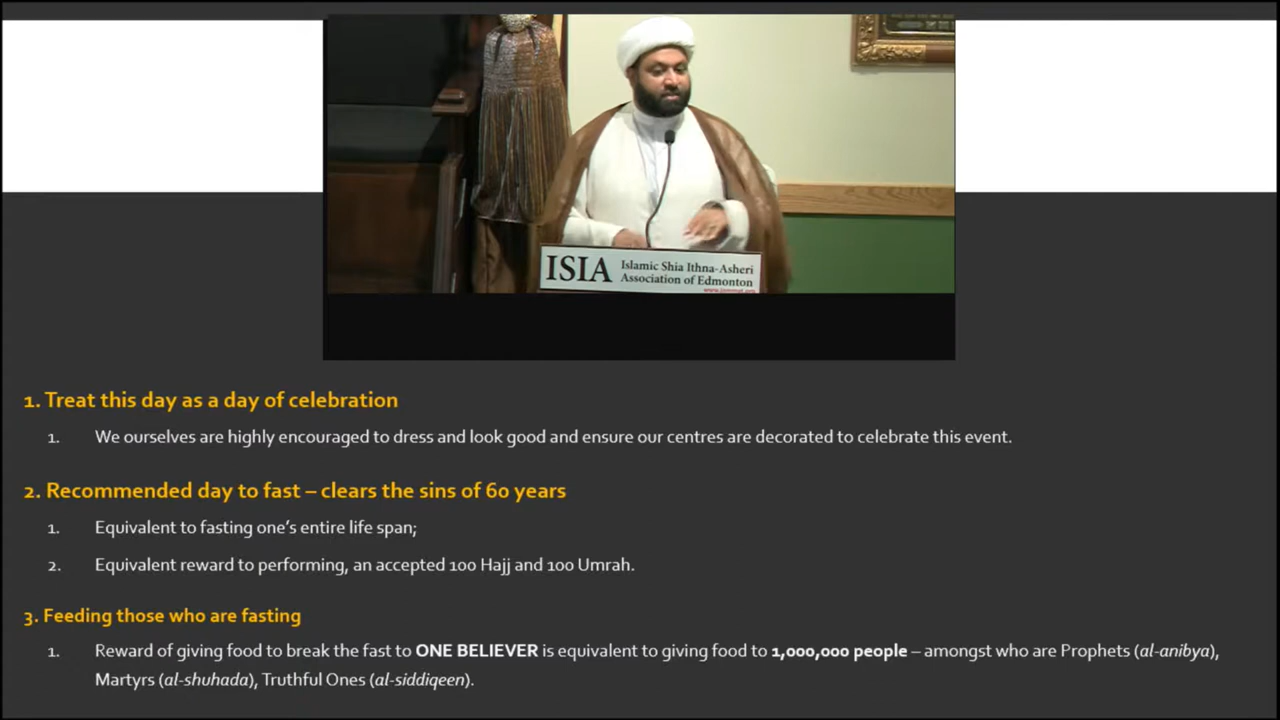 ISIA
Islamic Shia Ithna-Asheri
Association of Edmonton
1. Treat this day as a day of celebration
1. We ourselves are highly encouraged to dress and look good and ensure our centres are decorated to celebrate this event.
2. Recommended day to fast – clears the sins of 60 years
1. Equivalent to fasting one's entire life span;
2. Equivalent reward to performing, an accepted 100 Hajj and 100 Umrah.
3. Feeding those who are fasting
1. Reward of giving food to break the fast to ONE BELIEVER is equivalent to giving food to 1,000,000 people – amongst who are Prophets (al-anibya),
Martyrs (al-shuhada), Truthful Ones (al-siddiqeen).